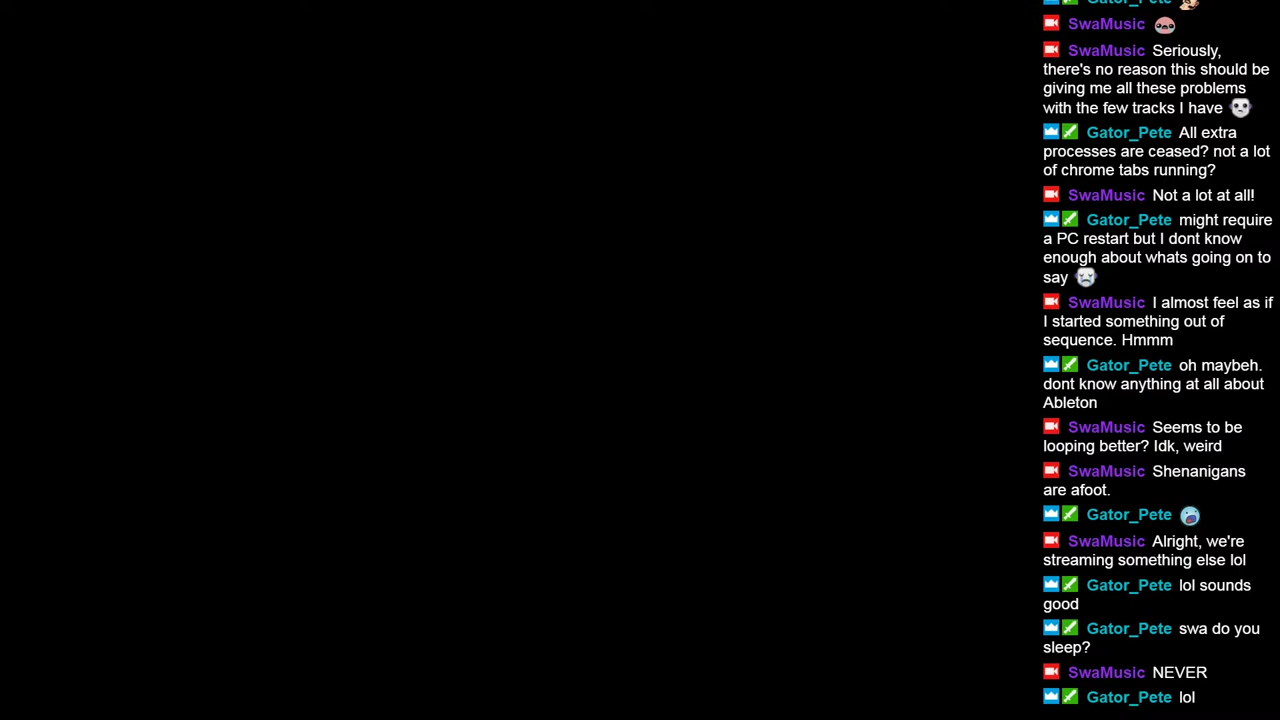 Gator_Pete
SwaMusic
SwaMusic Seriously,
there's no reason this should be
giving me all these problems
with the few tracks I have
Gator_Pete All extra
processes are ceased? not a lot
of chrome tabs running?
SwaMusic Not a lot at all!
Gator_Pete might require
a PC restart but I dont know
enough about whats going on to
say
SwaMusic I almost feel as if
I started something out of
sequence. Hmmm
Gator_Pete oh maybeh.
dont know anything at all about
Ableton
SwaMusic Seems to be
looping better? Idk, weird
SwaMusic Shenanigans
are afoot.
Gator_Pete
SwaMusic Alright, we're
streaming something else lol
Gator_Pete lol sounds
good
Gator_Pete swa do you
sleep?
SwaMusic NEVER
Gator_Pete lol